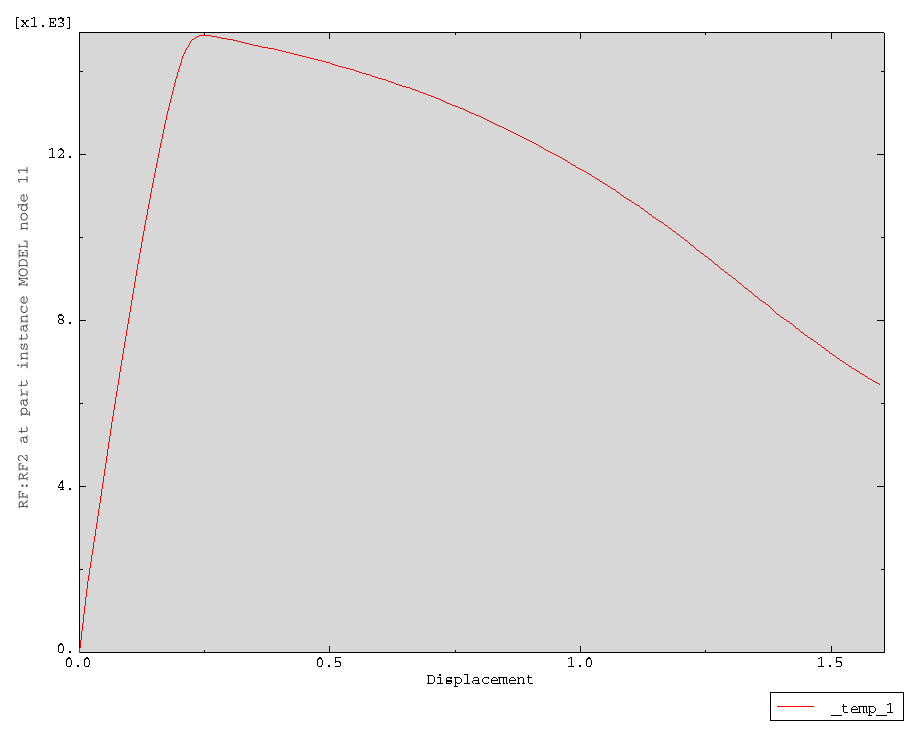 [x1.E3]
12.
8.
4.
0.
RF:RF2 at part instance MODEL node 11
0.0
0.5
1.0
1.5
Displacement
_temp_1